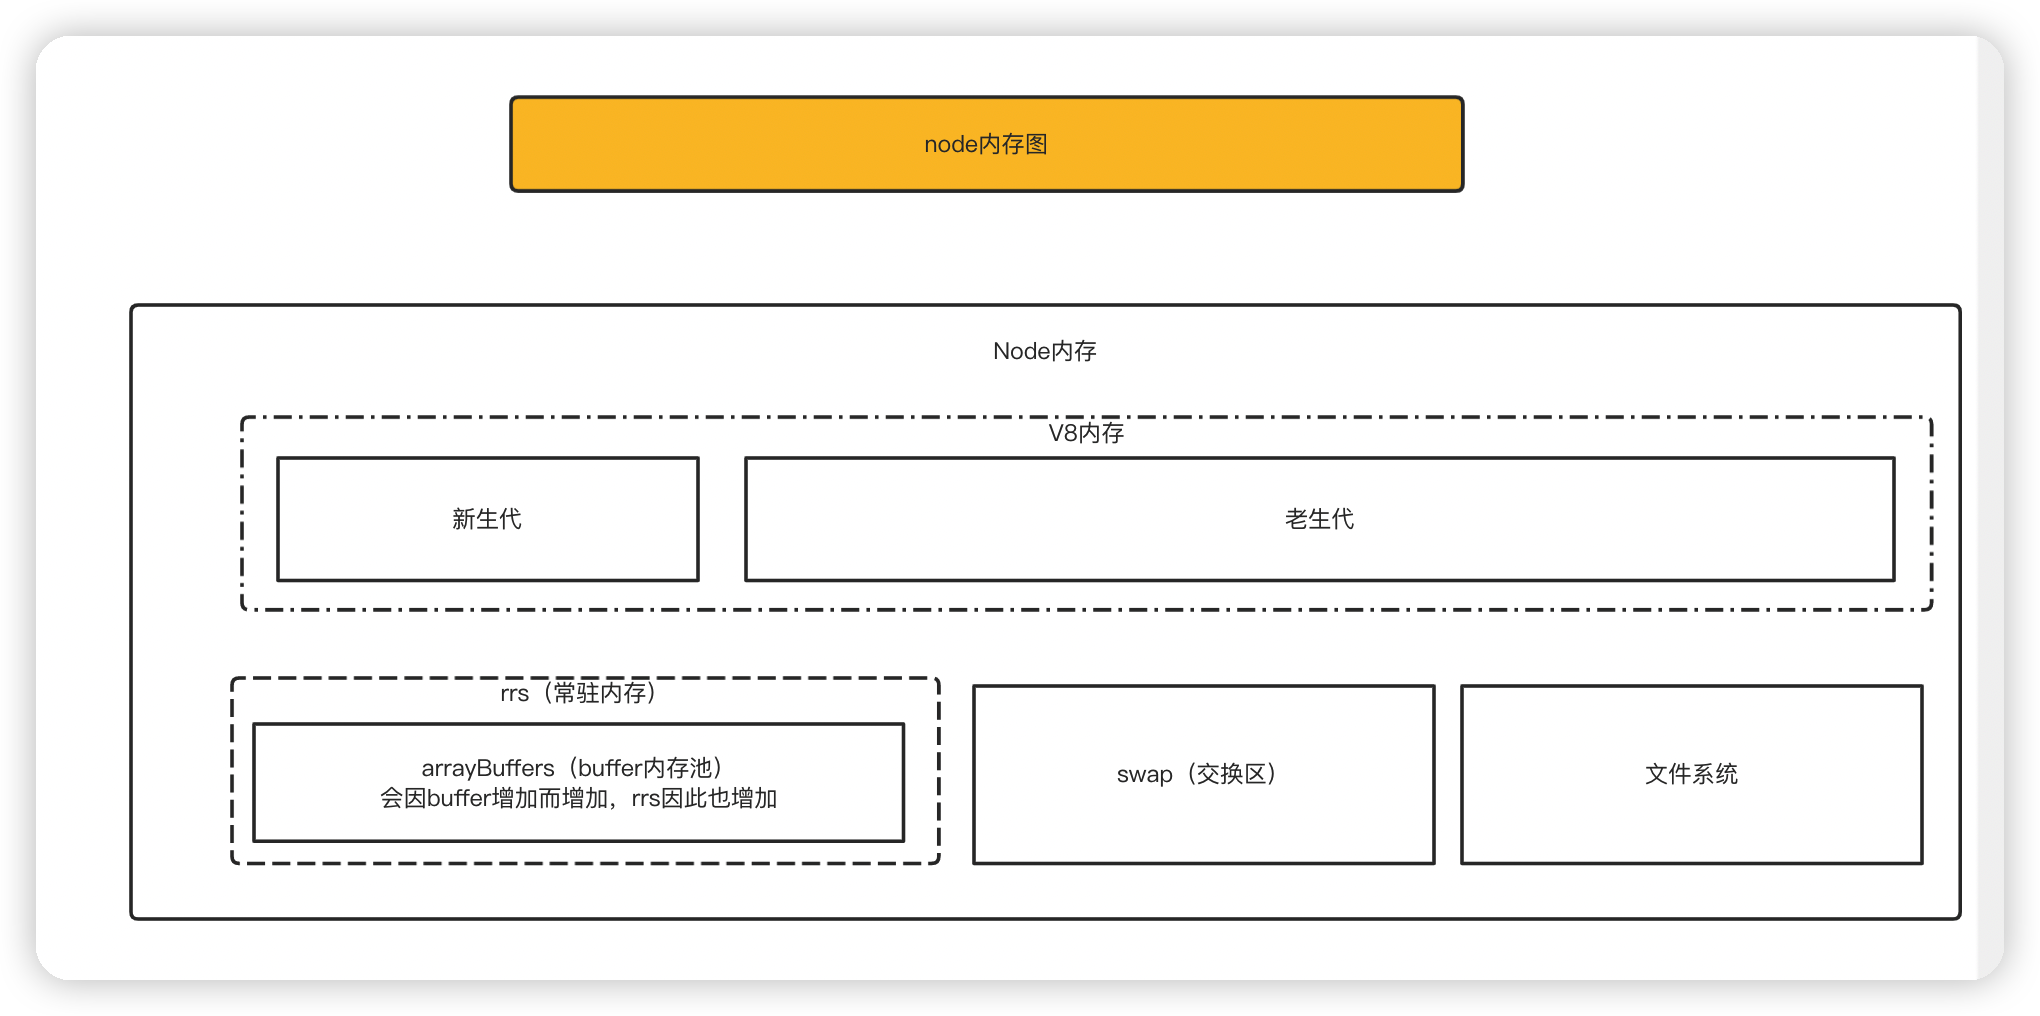 node内存图
Node内存
V8内存
新生代
老生代
rrs（常驻内存）
arrayBuffers（buffer内存池）
会因buffer增加而增加，rrs因此也增加
swap（交换区）
文件系统